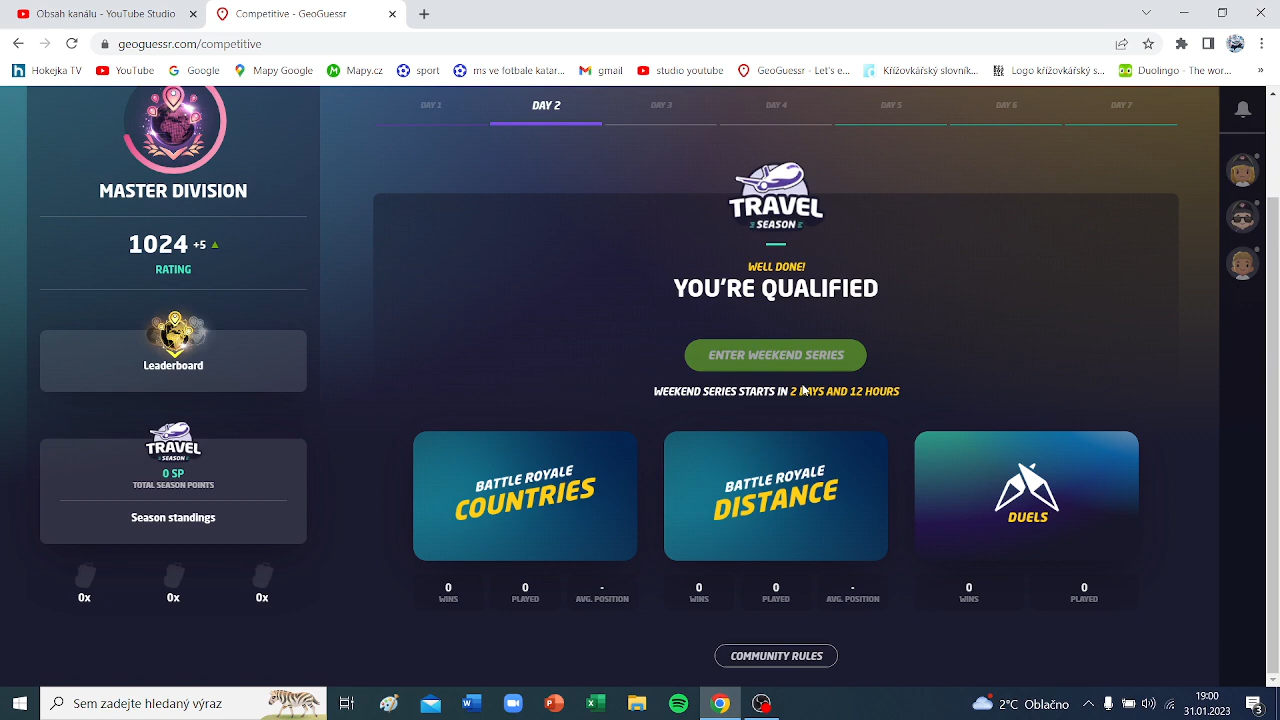 Obsah kanálu - YouTube Studio
Competitive - GeoGuessr
geoguessr.com/competitive
Hokejka TV
YouTube
Google
Mapy Google
Mapy.cz
sport
ms ve fotbale katar...
gmail
studio youtub...
GeoGuessr - Let's e...
Křížovkářský slovník...
Logo křížovkářský s...
Duolingo - The wor...
»
DAY 1
DAY 2
DAY 3
DAY 4
DAY 5
DAY 6
DAY 7
MASTER DIVISION
1024 +5
RATING
Leaderboard
TRAVEL
SEASON
0 SP
TOTAL SEASON POINTS
Season standings
0x
0x
0x
TRAVEL
SEASON
WELL DONE!
YOU'RE QUALIFIED
ENTER WEEKEND SERIES
WEEKEND SERIES STARTS IN 2 DAYS AND 12 HOURS
BATTLE ROYALE
COUNTRIES
BATTLE ROYALE
DISTANCE
DUELS
0
WINS
0
PLAYED
-
AVG. POSITION
0
WINS
0
PLAYED
-
AVG. POSITION
0
WINS
0
PLAYED
COMMUNITY RULES
Sem zadejte hledaný výraz
2°C Oblačno
19:00
31.01.2023